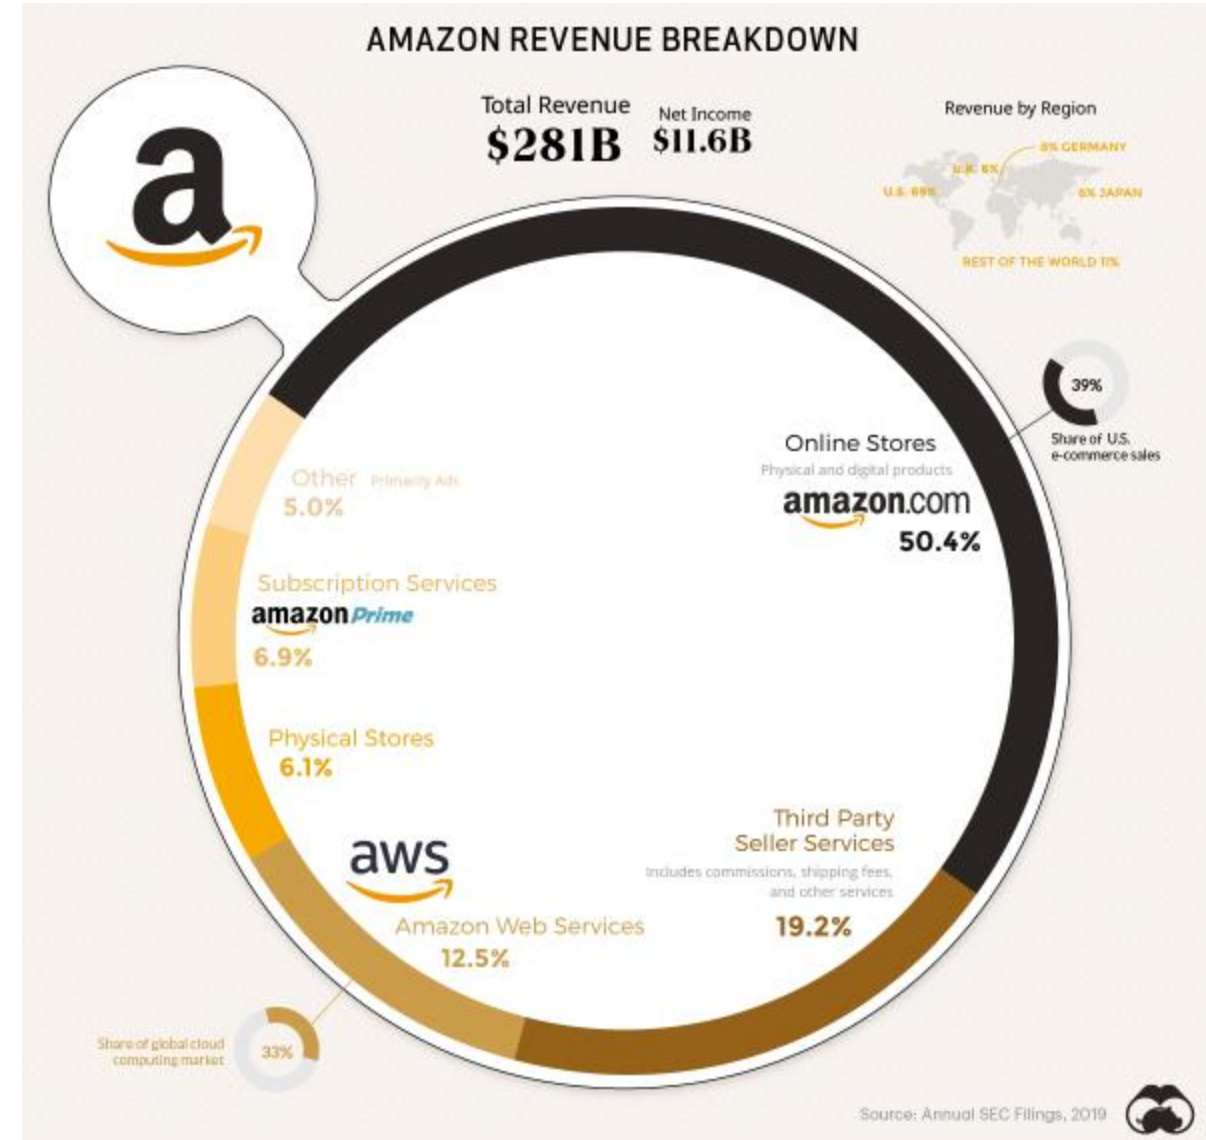 AMAZON REVENUE BREAKDOWN
a
Total Revenue
$281B
Net Income
$11.6B
Revenue by Region
8% GERMANY
U.K. 6%
U.S. 69%
6% JAPAN
REST OF THE WORLD 11%
39%
Share of U.S.
e-commerce sales
Online Stores
Physical and digital products
amazon.com
50.4%
Other Primarily Ads
5.0%
Subscription Services
amazon Prime
6.9%
Physical Stores
6.1%
aws
Amazon Web Services
12.5%
Third Party
Seller Services
Includes commissions, shipping fees,
and other services
19.2%
Share of global cloud
computing market
33%
Source: Annual SEC Filings, 2019